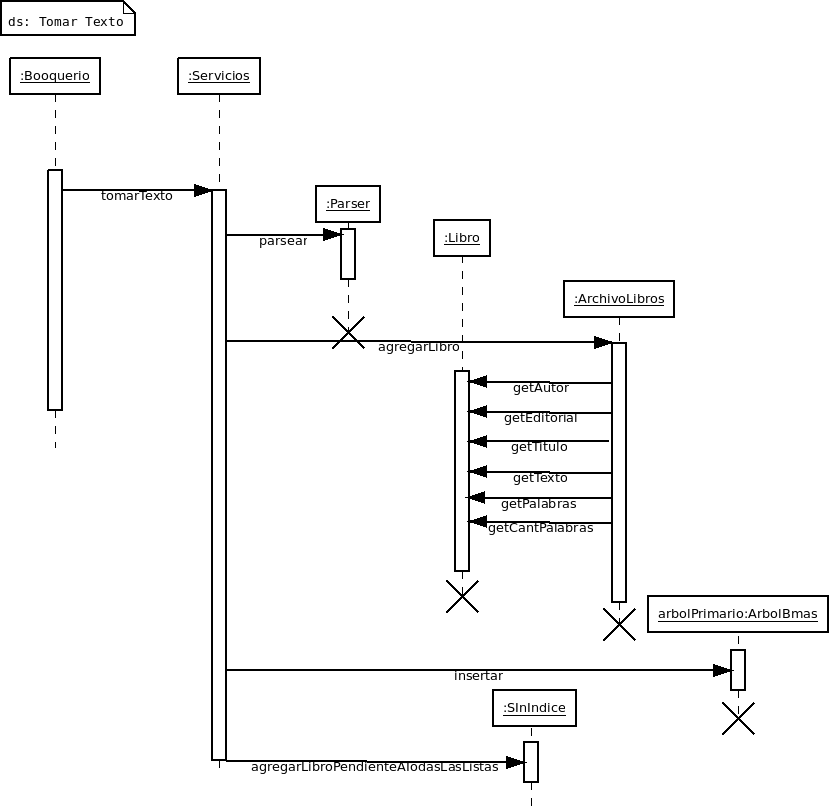 ds: Tomar Texto
:Booquerio
:Servicios
tomarTexto
:Parser
parsear
:Libro
:ArchivoLibros
agregarLibro
getAutor
getEditorial
getTitulo
getTexto
getPalabras
getCantPalabras
arbolPrimario:ArbolBmas
insertar
:SInIndice
agregarLibroPendienteATodasLasListas